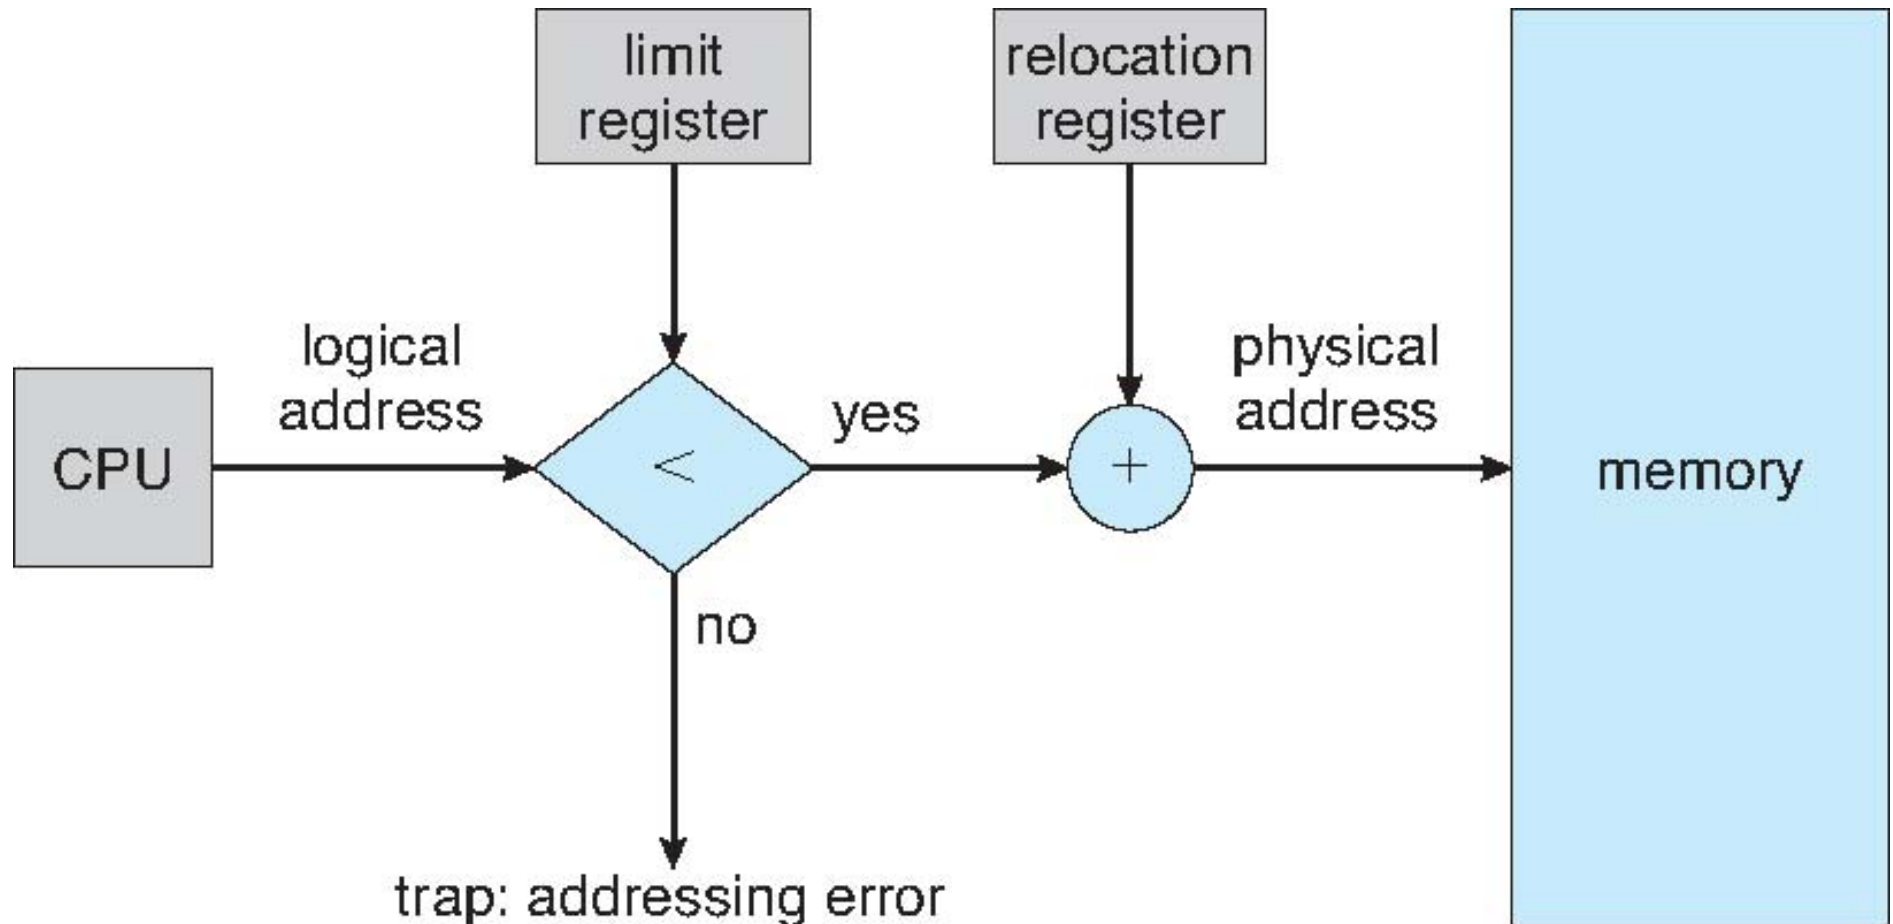 limit
register
relocation
register
logical
address
physical
address
yes
CPU
<
+
memory
no
trap: addressing error